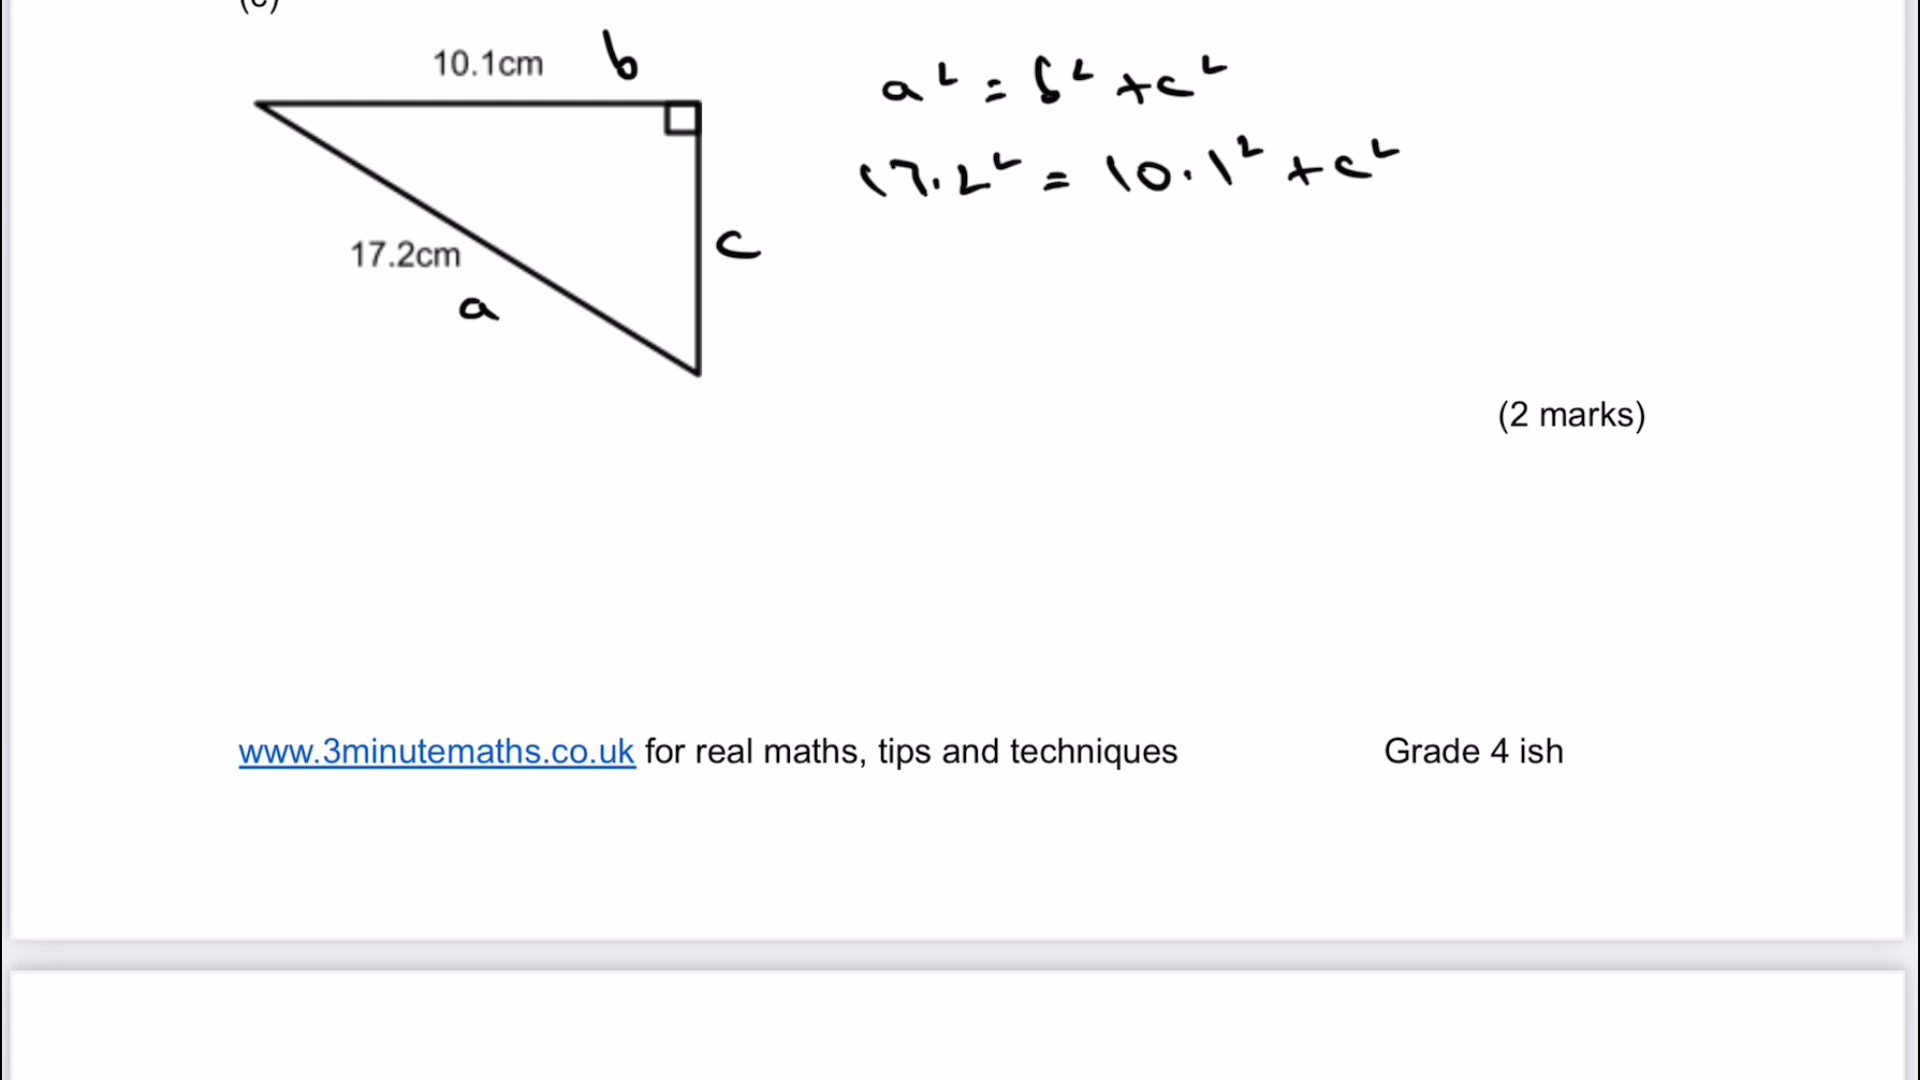 (c)
10.1cm b
a² = b² + c²
17.2² = 10.1² + c²
17.2cm
c
a
(2 marks)
www.3minutemaths.co.uk for real maths, tips and techniques Grade 4 ish